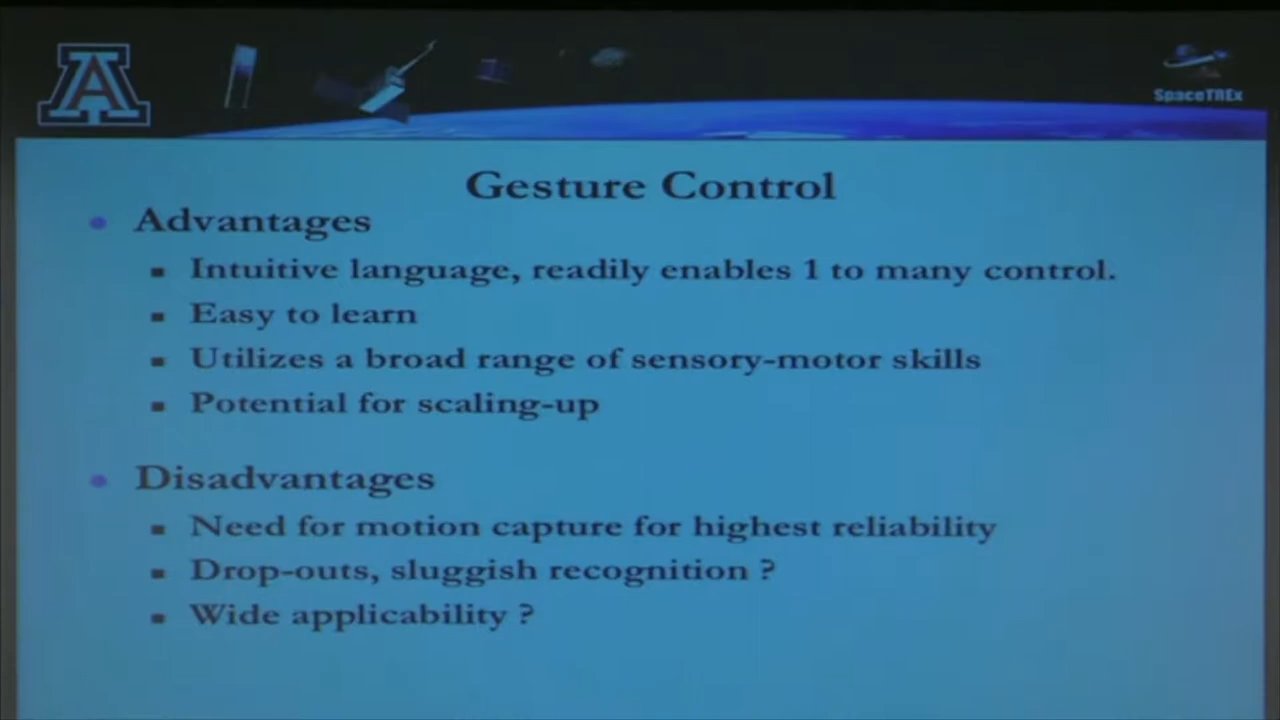 A
SpaceTREx
Gesture Control
Advantages
Intuitive language, readily enables 1 to many control.
Easy to learn
Utilizes a broad range of sensory-motor skills
Potential for scaling-up
Disadvantages
Need for motion capture for highest reliability
Drop-outs, sluggish recognition ?
Wide applicability ?